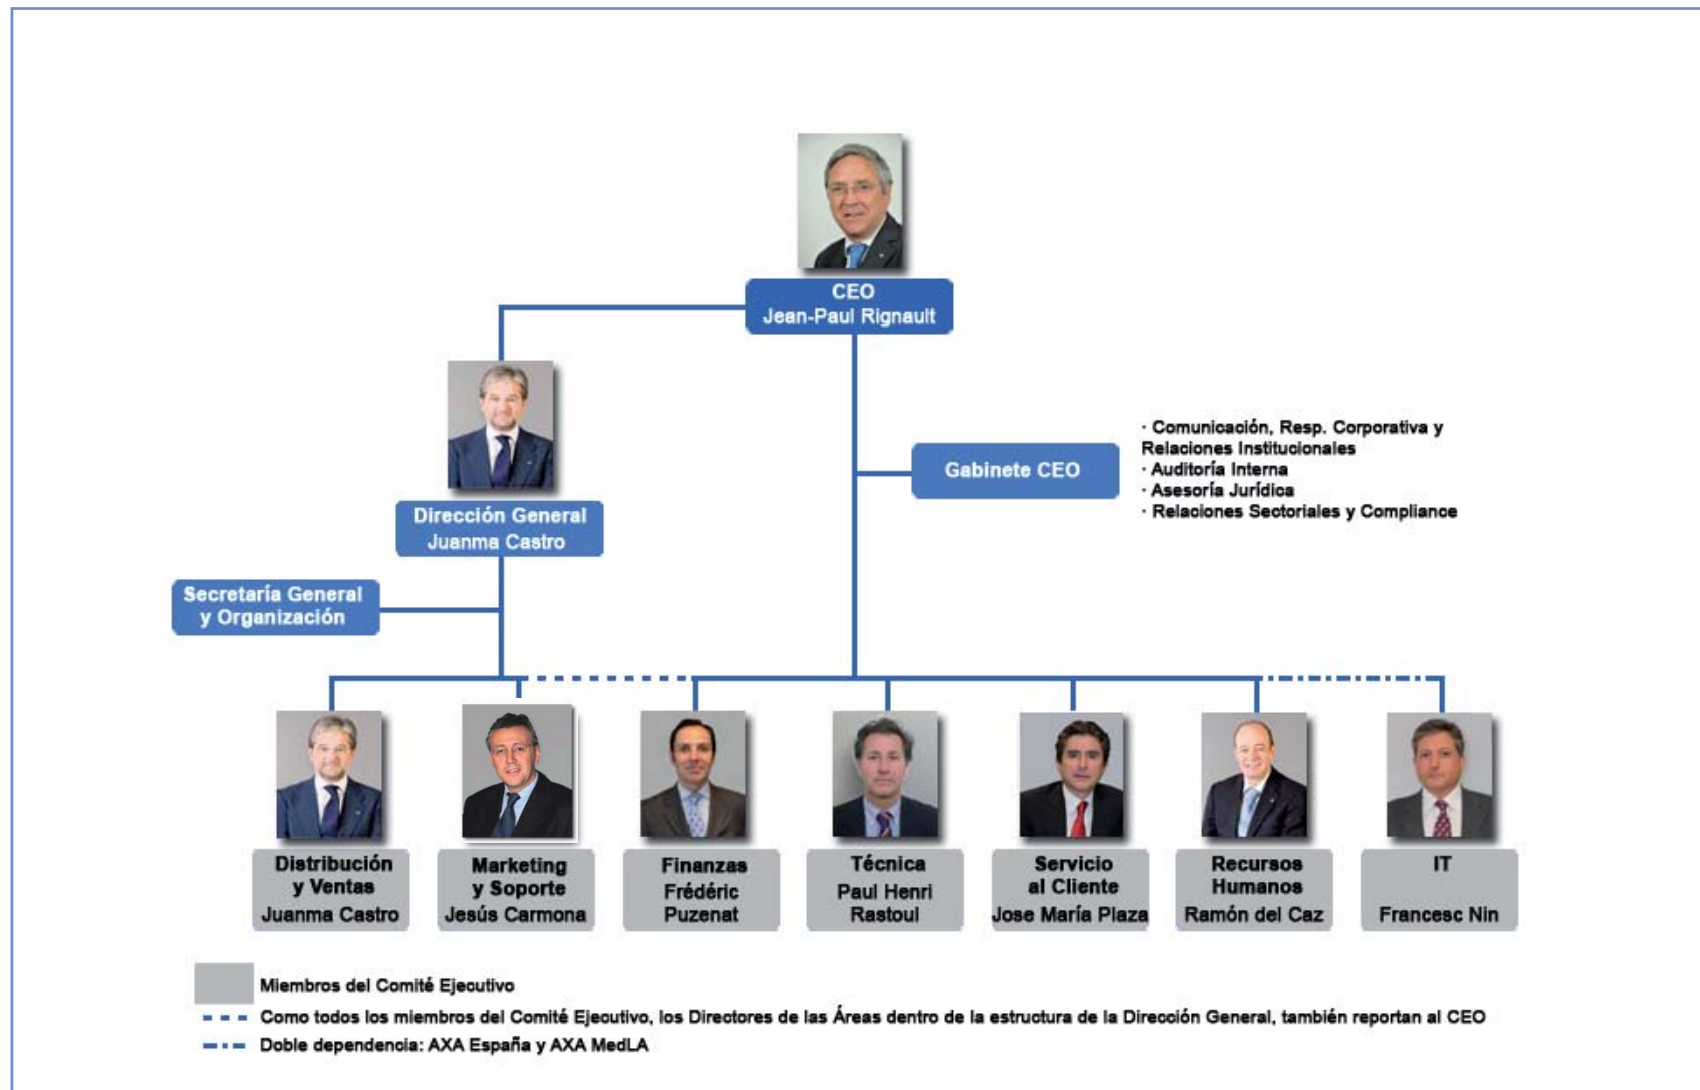 CEO
Jean-Paul Rignault
Dirección General
Juanma Castro
Gabinete CEO
· Comunicación, Resp. Corporativa y
Relaciones Institucionales
· Auditoría Interna
· Asesoría Jurídica
· Relaciones Sectoriales y Compliance
Secretaría General
y Organización
Distribución
y Ventas
Juanma Castro
Marketing
y Soporte
Jesús Carmona
Finanzas
Frédéric
Puzenat
Técnica
Paul Henri
Rastoul
Servicio
al Cliente
Jose María Plaza
Recursos
Humanos
Ramón del Caz
IT
Francesc Nin
Miembros del Comité Ejecutivo
Como todos los miembros del Comité Ejecutivo, los Directores de las Áreas dentro de la estructura de la Dirección General, también reportan al CEO
Doble dependencia: AXA España y AXA MedLA